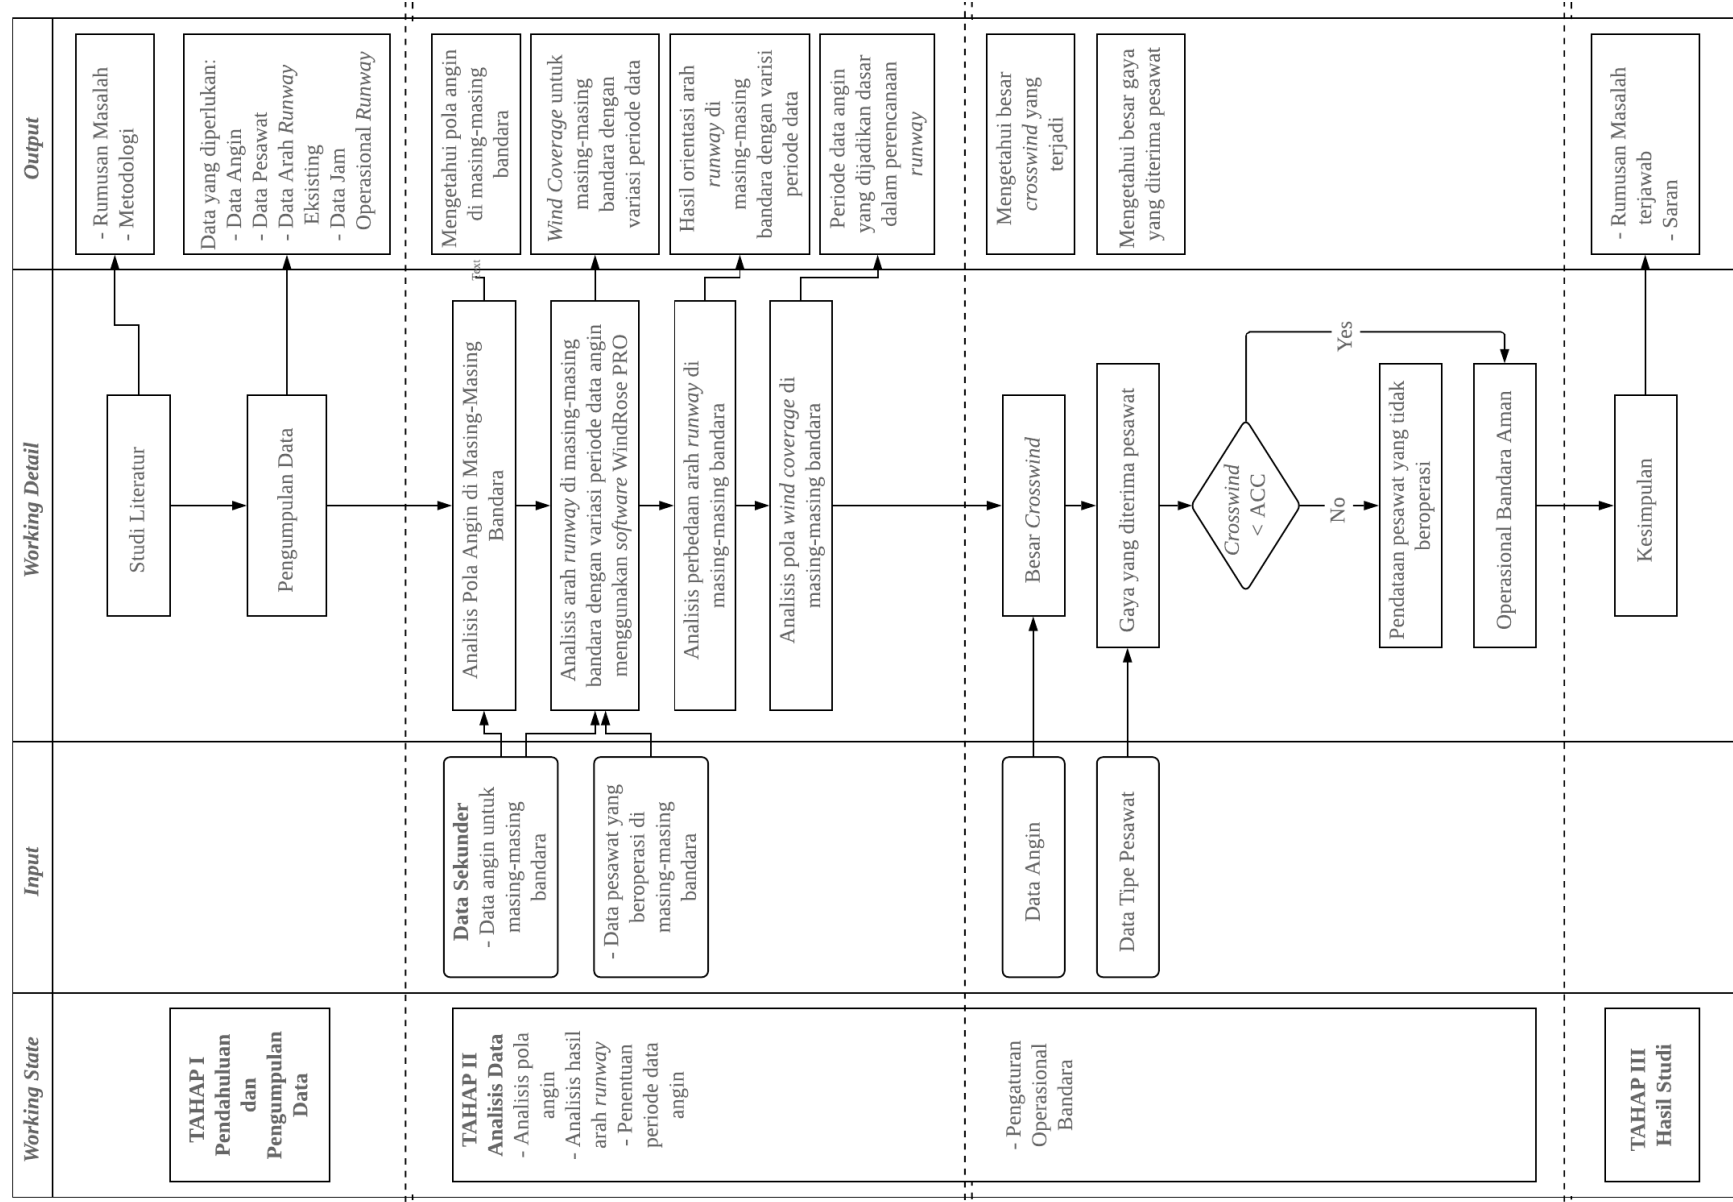 Working State
Input
Working Detail
Output
TAHAP I
Pendahuluan
dan
Pengumpulan
Data
Studi Literatur
- Rumusan Masalah
- Metodologi
Pengumpulan Data
Data yang diperlukan:
- Data Angin
- Data Pesawat
- Data Arah Runway
Eksisting
- Data Jam
Operasional Runway
TAHAP II
Analisis Data
- Analisis pola
angin
- Analisis hasil
arah runway
- Penentuan
periode data
angin
Data Sekunder
- Data angin untuk
masing-masing
bandara
- Data pesawat yang
beroperasi di
masing-masing
bandara
Analisis Pola Angin di Masing-Masing
Bandara
Text
Mengetahui pola angin
di masing-masing
bandara
Analisis arah runway di masing-masing
bandara dengan variasi periode data angin
menggunakan software WindRose PRO
Wind Coverage untuk
masing-masing
bandara dengan
variasi periode data
Analisis perbedaan arah runway di
masing-masing bandara
Hasil orientasi arah
runway di
masing-masing
bandara dengan varisi
periode data
Analisis pola wind coverage di
masing-masing bandara
Periode data angin
yang dijadikan dasar
dalam perencanaan
runway
- Pengaturan
Operasional
Bandara
Data Angin
Besar Crosswind
Mengetahui besar
crosswind yang
terjadi
Data Tipe Pesawat
Gaya yang diterima pesawat
Mengetahui besar gaya
yang diterima pesawat
Crosswind
< ACC
Yes
No
Pendataan pesawat yang tidak
beroperasi
Operasional Bandara Aman
TAHAP III
Hasil Studi
Kesimpulan
- Rumusan Masalah
terjawab
- Saran